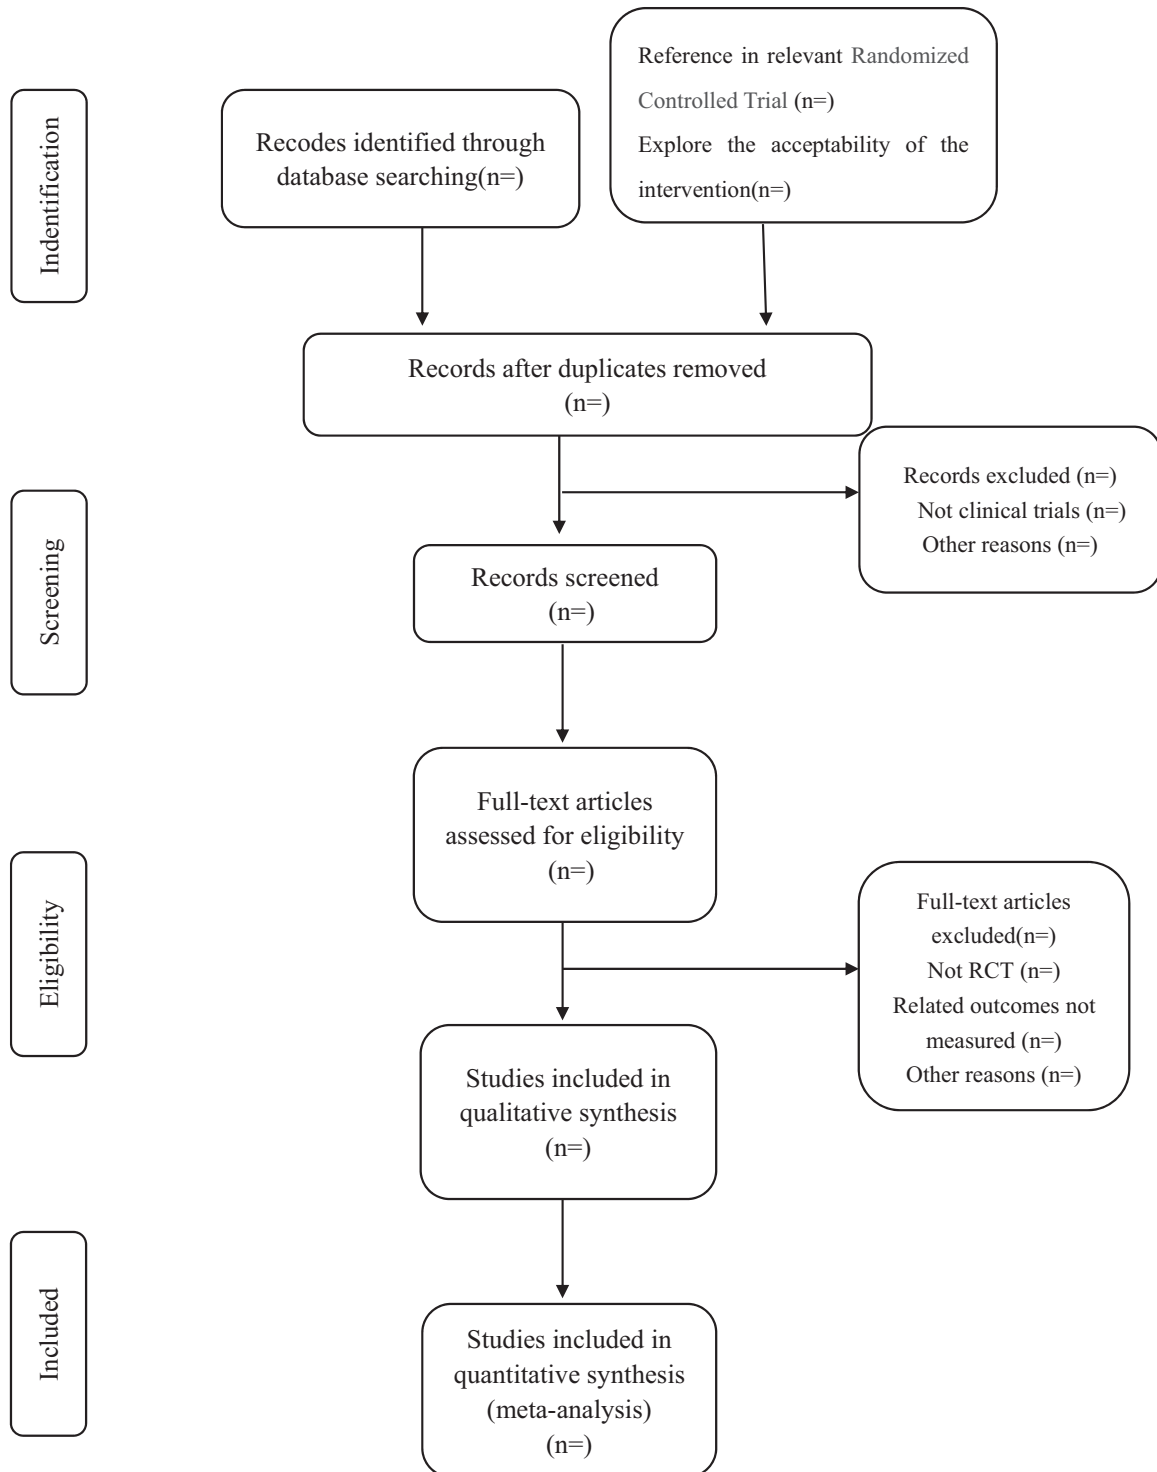 Reference in relevant Randomized
Controlled Trial (n=)
Explore the acceptability of the
intervention(n=)
Indentification
Recodes identified through
database searching(n=)
Records after duplicates removed
(n=)
Records excluded (n=)
Not clinical trials (n=)
Other reasons (n=)
Screening
Records screened
(n=)
Full-text articles
assessed for eligibility
(n=)
Eligibility
Full-text articles
excluded(n=)
Not RCT (n=)
Related outcomes not
measured (n=)
Other reasons (n=)
Studies included in
qualitative synthesis
(n=)
Included
Studies included in
quantitative synthesis
(meta-analysis)
(n=)